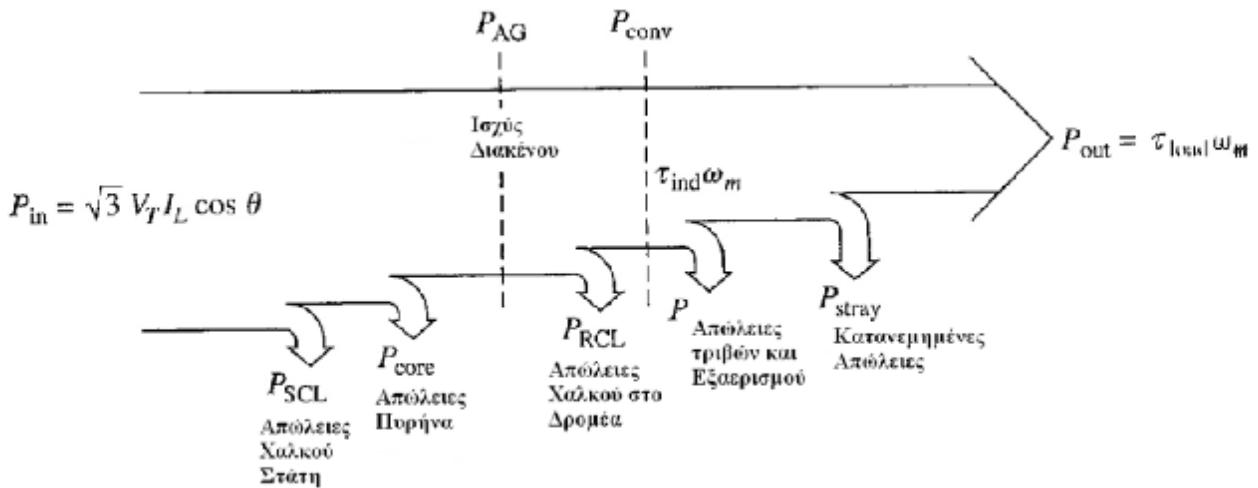 P_AG
P_conv
Ισχύς
Διακένου
P_out = τ ω_m
τ_ind ω_m
P_in = √3 V_T I_L cos θ
P_SCL
Απώλειες
Χαλκού
Στάτη
P_core
Απώλειες
Πυρήνα
P_RCL
Απώλειες
Χαλκού στο
Δρομέα
P
Απώλειες
τριβών και
Εξαερισμού
P_stray
Κατανεμημένες
Απώλειες